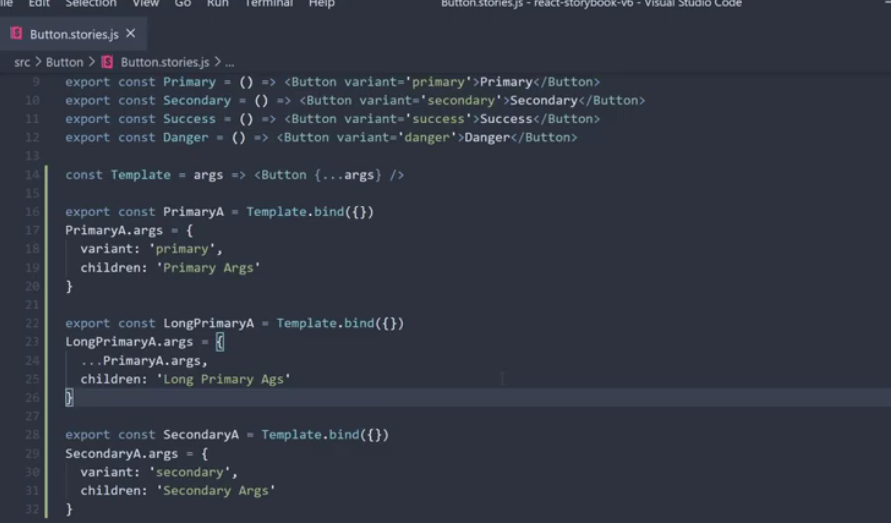 ile Edit Selection View Go Run Terminal Help Button.stories.js - react-storybook-v6 - Visual Studio Code
Button.stories.js ×
src > Button > Button.stories.js > ...
9 export const Primary = () => <Button variant='primary'>Primary</Button>
10 export const Secondary = () => <Button variant='secondary'>Secondary</Button>
11 export const Success = () => <Button variant='success'>Success</Button>
12 export const Danger = () => <Button variant='danger'>Danger</Button>
13
14 const Template = args => <Button {...args} />
15
16 export const PrimaryA = Template.bind({})
17 PrimaryA.args = {
18 variant: 'primary',
19 children: 'Primary Args'
20 }
21
22 export const LongPrimaryA = Template.bind({})
23 LongPrimaryA.args = {
24 ...PrimaryA.args,
25 children: 'Long Primary Ags'
26 }
27
28 export const SecondaryA = Template.bind({})
29 SecondaryA.args = {
30 variant: 'secondary',
31 children: 'Secondary Args'
32 }